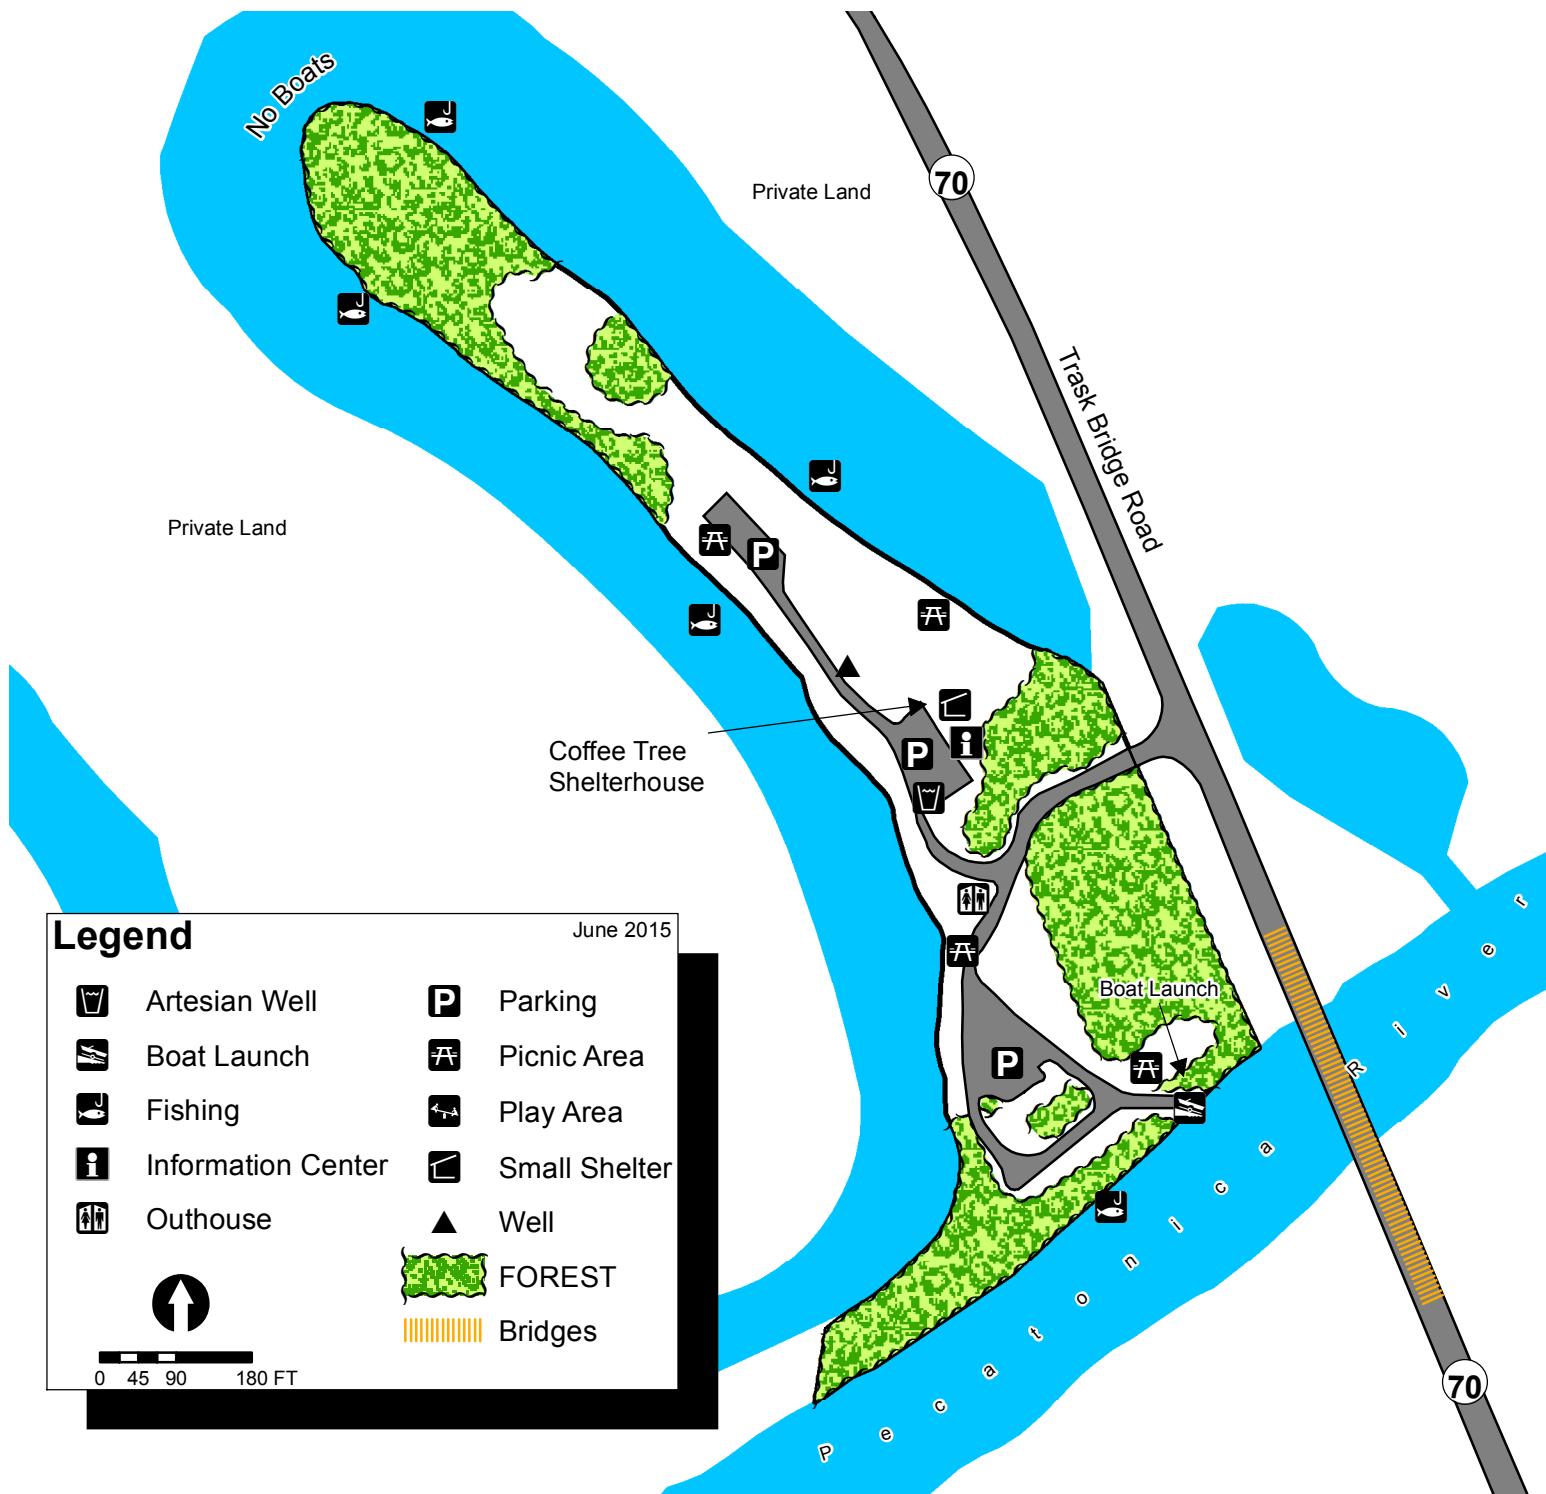 No Boats
70
Private Land
Trask Bridge Road
Private Land
P
Coffee Tree
Shelterhouse
P
i
Boat Launch
P
Pecatonica River
70
Legend
June 2015
Artesian Well
Boat Launch
Fishing
i Information Center
Outhouse
P Parking
Picnic Area
Play Area
Small Shelter
Well
FOREST
Bridges
0 45 90 180 FT